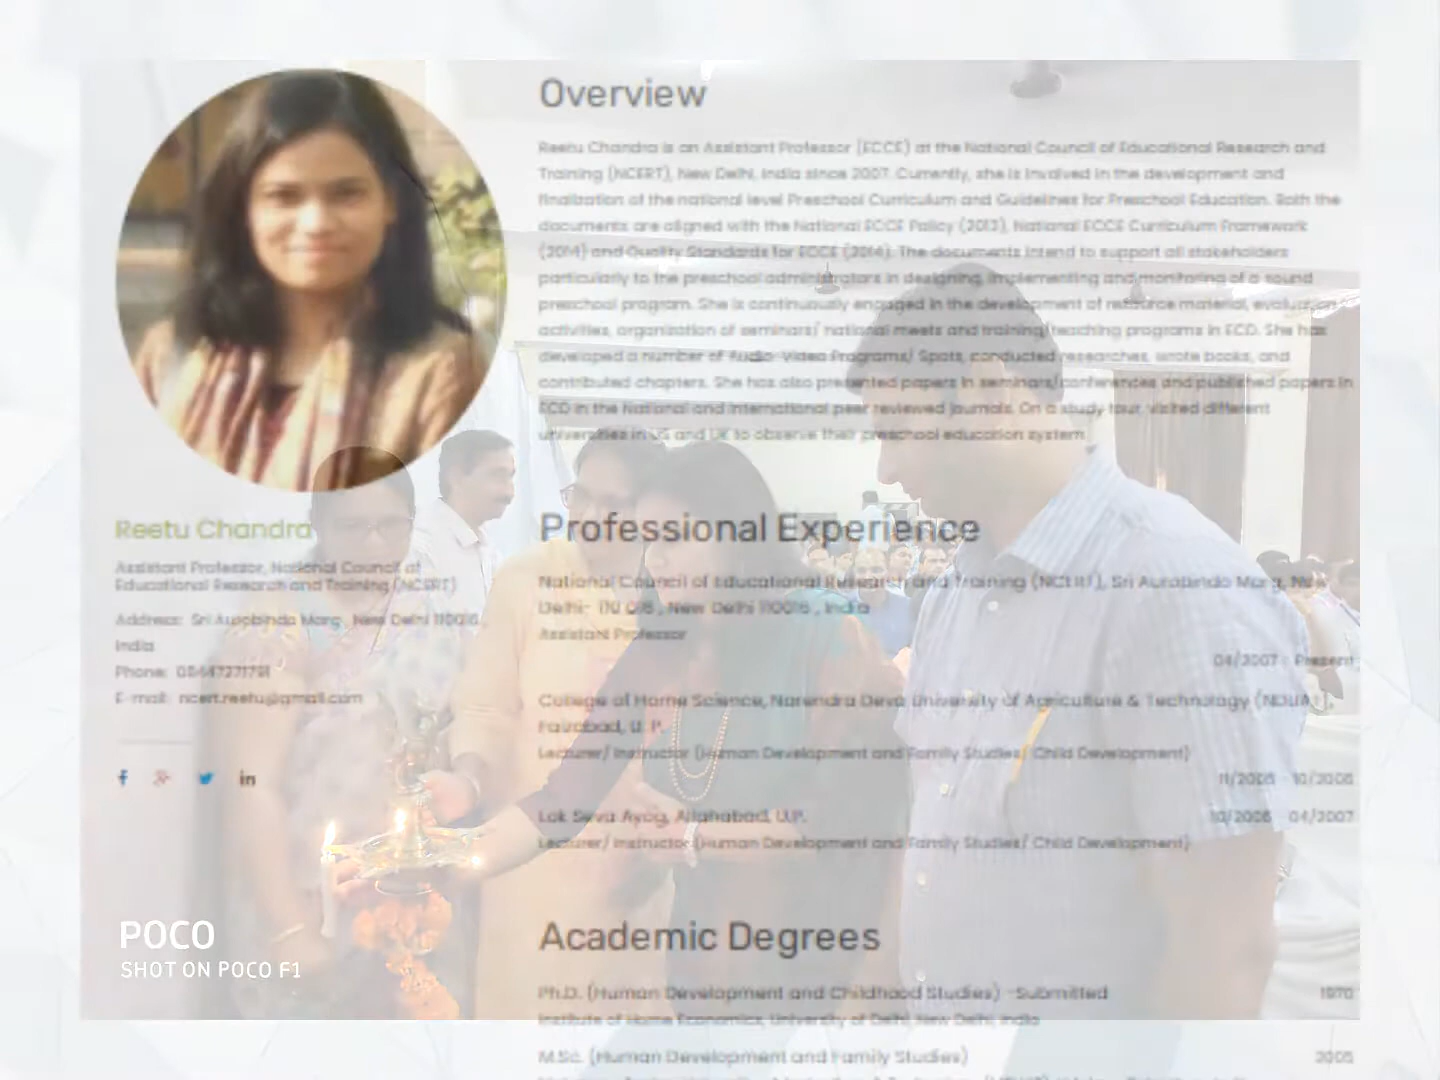 Overview
Reetu Chandra is an Assistant Professor (ECCE) at the National Council of Educational Research and
Training (NCERT), New Delhi, India since 2007. Currently, she is involved in the development and
finalization of the national level Preschool Curriculum and Guidelines for Preschool Education. Both the
documents are aligned with the National ECCE Policy (2013), National ECCE Curriculum Framework
(2014) and Quality Standards for ECCE (2014). The documents intend to support all stakeholders
particularly to the preschool administrators in designing, implementing and monitoring of a sound
preschool program. She is continuously engaged in the development of resource material, evaluation
activities, organization of seminars/ national meets and training/teaching programs in ECD. She has
developed a number of Audio- Video Programs/ Spots, conducted researches, wrote books, and
contributed chapters. She has also presented papers in seminars/conferences and published papers in
ECD in the National and International peer reviewed journals. On a study tour, visited different
universities in US and UK to observe their preschool education system.
Reetu Chandra
Assistant Professor, National Council of
Educational Research and Training (NCERT)
Address: Sri Aurobindo Marg, New Delhi 110016,
India
Phone:
E-mail: ncert.reetu@gmail.com
Professional Experience
National Council of Educational Research and Training (NCERT), Sri Aurobindo Marg, New
Delhi- 110 016 , New Delhi 110016 , India
Assistant Professor
04/2007 - Present
College of Home Science, Narendra Deva University of Agriculture & Technology
Faizabad, U. P.
Lecturer/ Instructor (Human Development and Family Studies/ Child Development)
11/2005 - 10/2006
Lok Seva Ayog, Allahabad, U.P. 10/2006 - 04/2007
Lecturer/ Instructor (Human Development and Family Studies/ Child Development)
POCO
SHOT ON POCO F1
Academic Degrees
Ph.D. (Human Development and Childhood Studies) -Submitted 1970
Institute of Home Economics, University of Delhi, New Delhi, India
M.Sc. (Human Development and Family Studies) 2005